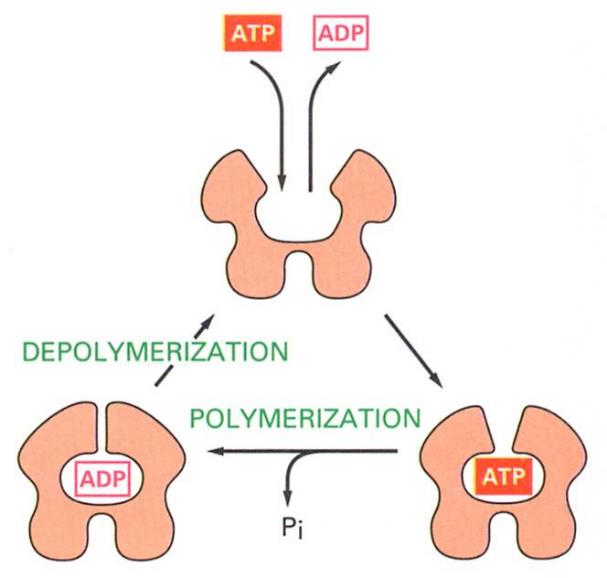 ATP ADP
DEPOLYMERIZATION
POLYMERIZATION
ADP
ATP
Pi